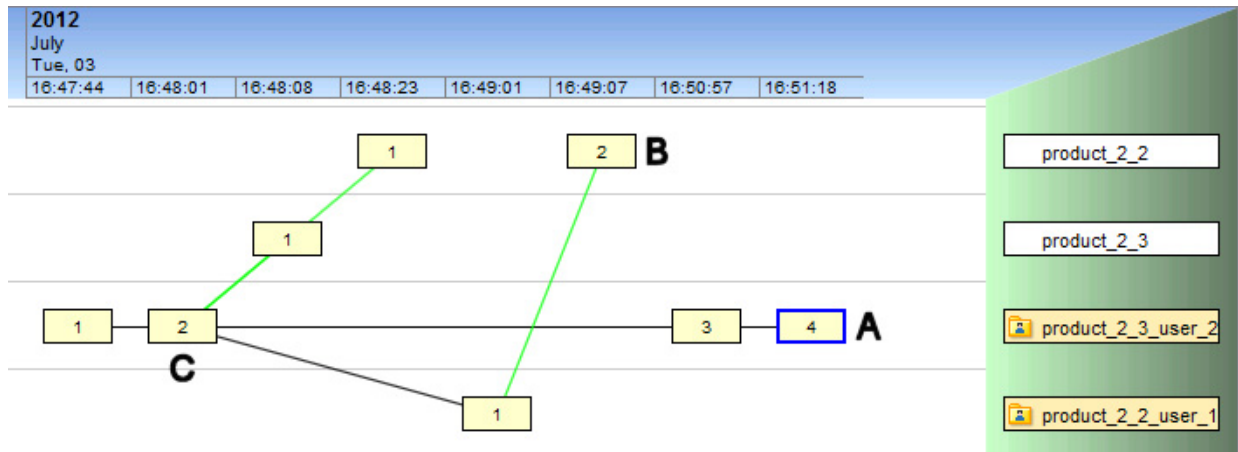 2012
July
Tue, 03
16:47:44 16:48:01 16:48:08 16:48:23 16:49:01 16:49:07 16:50:57 16:51:18
1 2 B product_2_2
1 product_2_3
1 2 3 4 A product_2_3_user_2
C
1 product_2_2_user_1